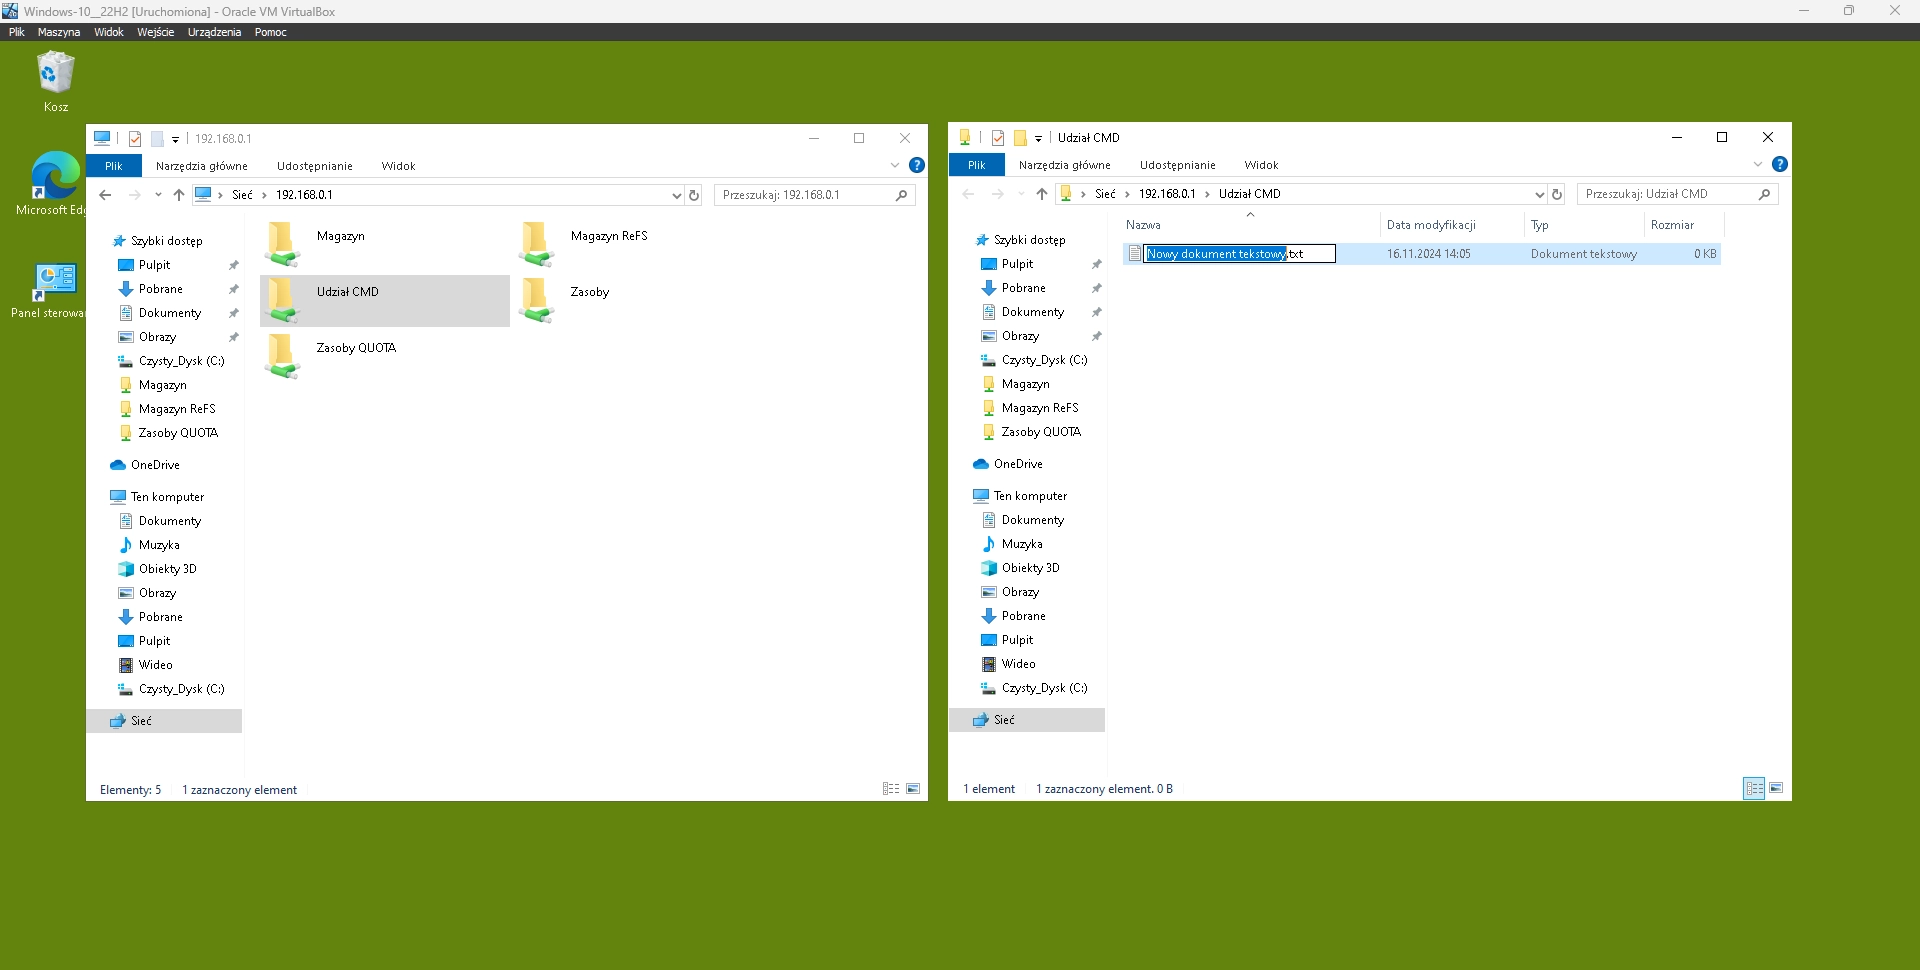 Windows-10__22H2 [Uruchomiona] - Oracle VM VirtualBox
Plik Maszyna Widok Wejście Urządzenia Pomoc
Kosz
Microsoft Edg
Panel sterowan
192.168.0.1
Plik Narzędzia główne Udostępnianie Widok
Sieć > 192.168.0.1
Przeszukaj: 192.168.0.1
Szybki dostęp
Pulpit
Pobrane
Dokumenty
Obrazy
Czysty_Dysk (C:)
Magazyn
Magazyn ReFS
Zasoby QUOTA
OneDrive
Ten komputer
Dokumenty
Muzyka
Obiekty 3D
Obrazy
Pobrane
Pulpit
Wideo
Czysty_Dysk (C:)
Sieć
Magazyn
Magazyn ReFS
Udział CMD
Zasoby
Zasoby QUOTA
Elementy: 5 1 zaznaczony element
Udział CMD
Plik Narzędzia główne Udostępnianie Widok
Sieć > 192.168.0.1 > Udział CMD
Przeszukaj: Udział CMD
Szybki dostęp
Pulpit
Pobrane
Dokumenty
Obrazy
Czysty_Dysk (C:)
Magazyn
Magazyn ReFS
Zasoby QUOTA
OneDrive
Ten komputer
Dokumenty
Muzyka
Obiekty 3D
Obrazy
Pobrane
Pulpit
Wideo
Czysty_Dysk (C:)
Sieć
Nazwa Data modyfikacji Typ Rozmiar
Nowy dokument tekstowy.txt 16.11.2024 14:05 Dokument tekstowy 0 KB
1 element 1 zaznaczony element. 0 B